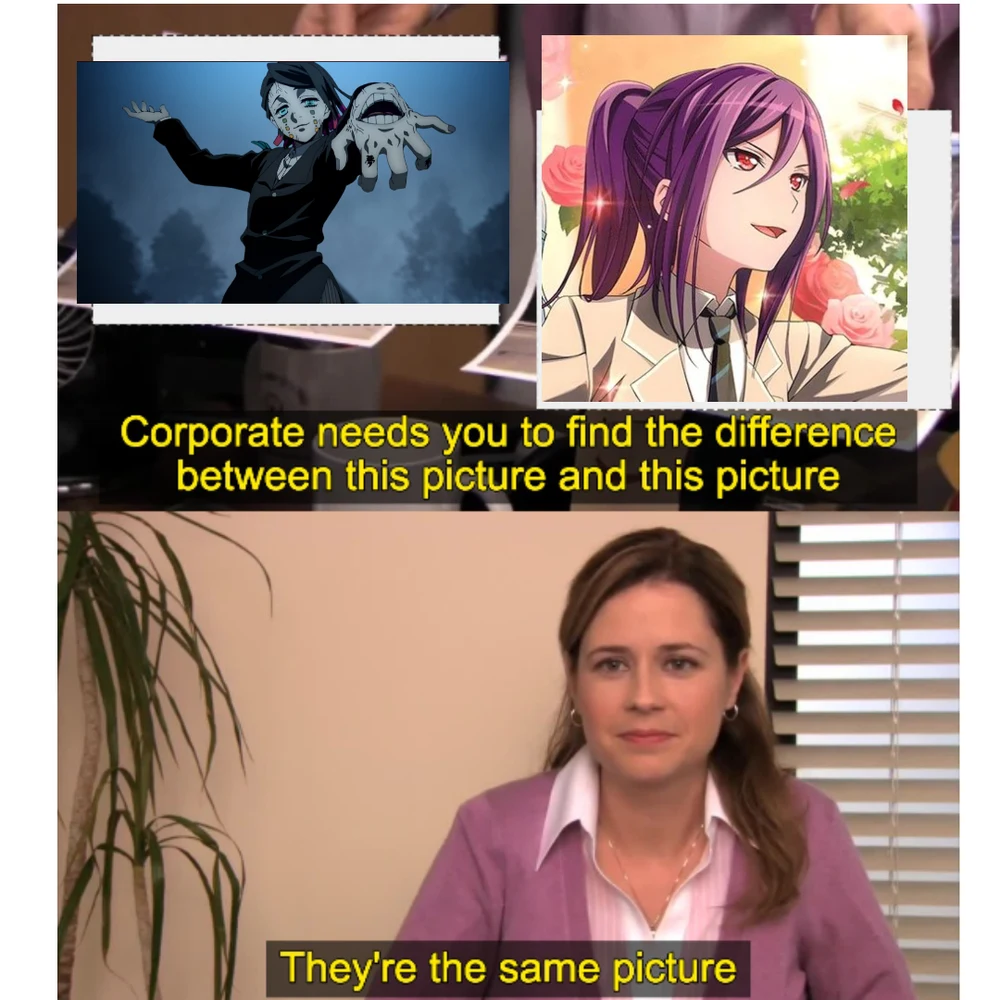 Corporate needs you to find the difference
between this picture and this picture
They're the same picture